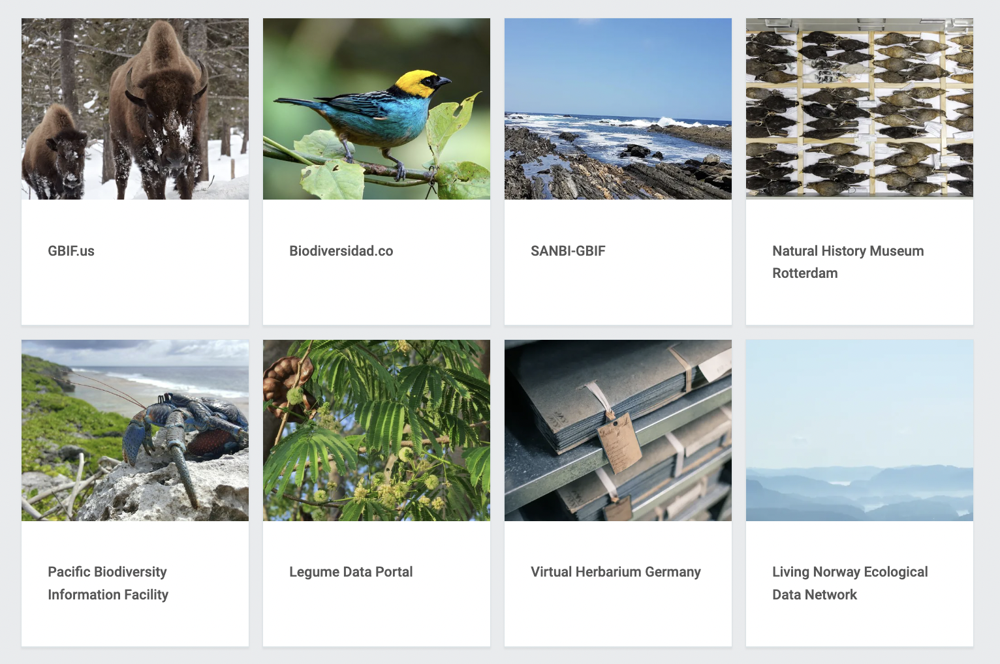 GBIF.us
Biodiversidad.co
SANBI-GBIF
Natural History Museum
Rotterdam
Pacific Biodiversity
Information Facility
Legume Data Portal
Virtual Herbarium Germany
Living Norway Ecological
Data Network